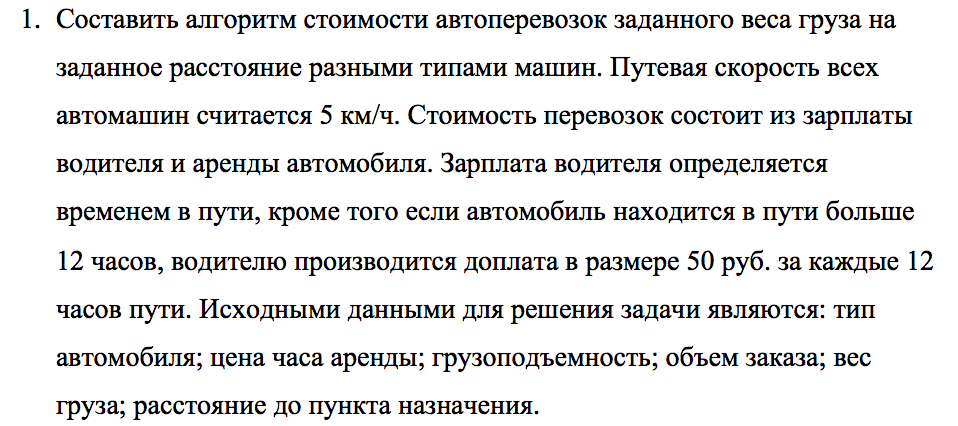 1. Составить алгоритм стоимости автоперевозок заданного веса груза на
заданное расстояние разными типами машин. Путевая скорость всех
автомашин считается 5 км/ч. Стоимость перевозок состоит из зарплаты
водителя и аренды автомобиля. Зарплата водителя определяется
временем в пути, кроме того если автомобиль находится в пути больше
12 часов, водителю производится доплата в размере 50 руб. за каждые 12
часов пути. Исходными данными для решения задачи являются: тип
автомобиля; цена часа аренды; грузоподъемность; объем заказа; вес
груза; расстояние до пункта назначения.